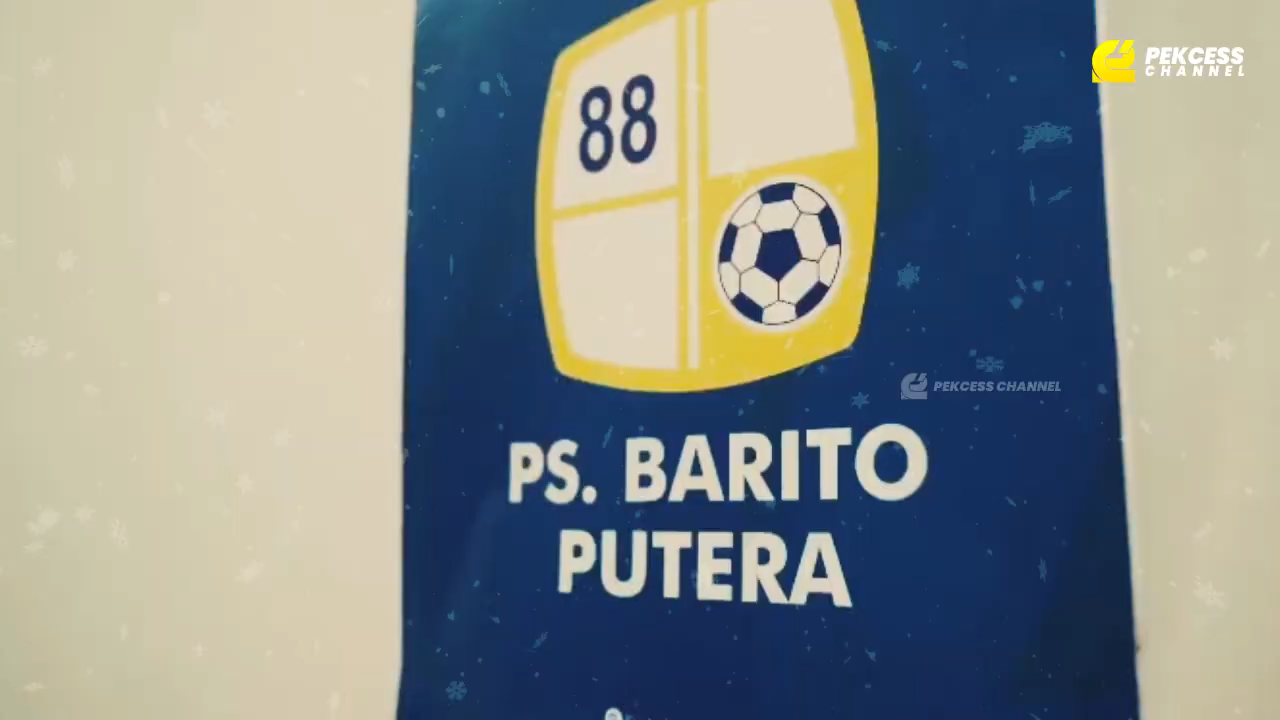 PEKCESS
CHANNEL
88
PEKCESS CHANNEL
PS. BARITO
PUTERA